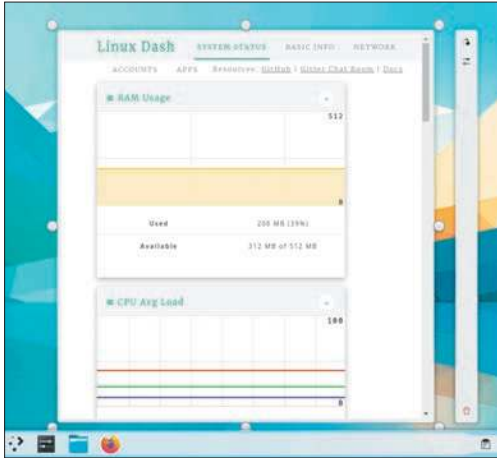 Linux Dash SYSTEM STATUS BASIC INFO NETWORK
ACCOUNTS APPS Resources: GitHub | Gitter Chat Room | Docs
RAM Usage
512
0
Used 200 MB (39%)
Available 312 MB of 512 MB
CPU Avg Load
100
0